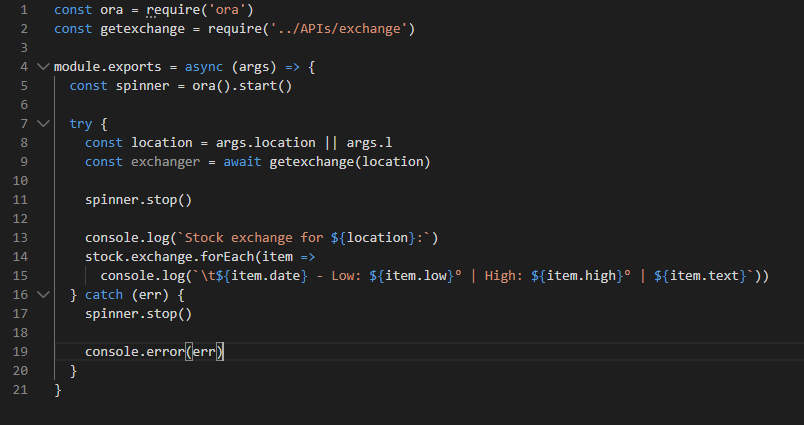 1 const ora = require('ora')
2 const getexchange = require('../APIs/exchange')
3
4 module.exports = async (args) => {
5 const spinner = ora().start()
6
7 try {
8 const location = args.location || args.l
9 const exchanger = await getexchange(location)
10
11 spinner.stop()
12
13 console.log(`Stock exchange for ${location}:`)
14 stock.exchange.forEach(item =>
15 console.log(`\t${item.date} - Low: ${item.low}° | High: ${item.high}° | ${item.text}`))
16 } catch (err) {
17 spinner.stop()
18
19 console.error(err)
20 }
21 }